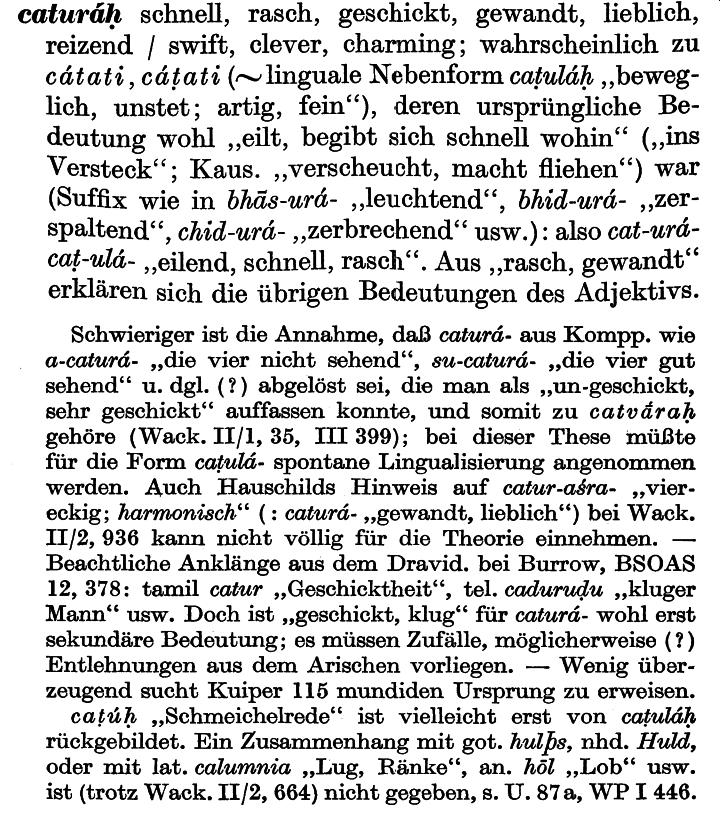 caturáḥ schnell, rasch, geschickt, gewandt, lieblich,
reizend / swift, clever, charming; wahrscheinlich zu
cátati, cáṭati (~ linguale Nebenform caṭuláḥ „beweg-
lich, unstet; artig, fein“), deren ursprüngliche Be-
deutung wohl „eilt, begibt sich schnell wohin“ („ins
Versteck“; Kaus. „verscheucht, macht fliehen“) war
(Suffix wie in bhās-urá- „leuchtend“, bhid-urá- „zer-
spaltend“, chid-urá- „zerbrechend“ usw.): also cat-urá-
caṭ-ulá- „eilend, schnell, rasch“. Aus „rasch, gewandt“
erklären sich die übrigen Bedeutungen des Adjektivs.
Schwieriger ist die Annahme, daß caturá- aus Kompp. wie
a-caturá- „die vier nicht sehend“, su-caturá- „die vier gut
sehend“ u. dgl. (?) abgelöst sei, die man als „un-geschickt,
sehr geschickt“ auffassen konnte, und somit zu catvā́raḥ
gehöre (Wack. II/1, 35, III 399); bei dieser These müßte
für die Form caṭulá- spontane Lingualisierung angenommen
werden. Auch Hauschilds Hinweis auf catur-aśra- „vier-
eckig; harmonisch“ (: caturá- „gewandt, lieblich“) bei Wack.
II/2, 936 kann nicht völlig für die Theorie einnehmen. —
Beachtliche Anklänge aus dem Dravid. bei Burrow, BSOAS
12, 378: tamil catur „Geschicktheit“, tel. caduruḍu „kluger
Mann“ usw. Doch ist „geschickt, klug“ für caturá- wohl erst
sekundäre Bedeutung; es müssen Zufälle, möglicherweise (?)
Entlehnungen aus dem Arischen vorliegen. — Wenig über-
zeugend sucht Kuiper 115 mundiden Ursprung zu erweisen.
caṭúḥ „Schmeichelrede“ ist vielleicht erst von caṭuláḥ
rückgebildet. Ein Zusammenhang mit got. hulþs, nhd. Huld,
oder mit lat. calumnia „Lug, Ränke“, an. hōl „Lob“ usw.
ist (trotz Wack. II/2, 664) nicht gegeben, s. U. 87a, WP I 446.